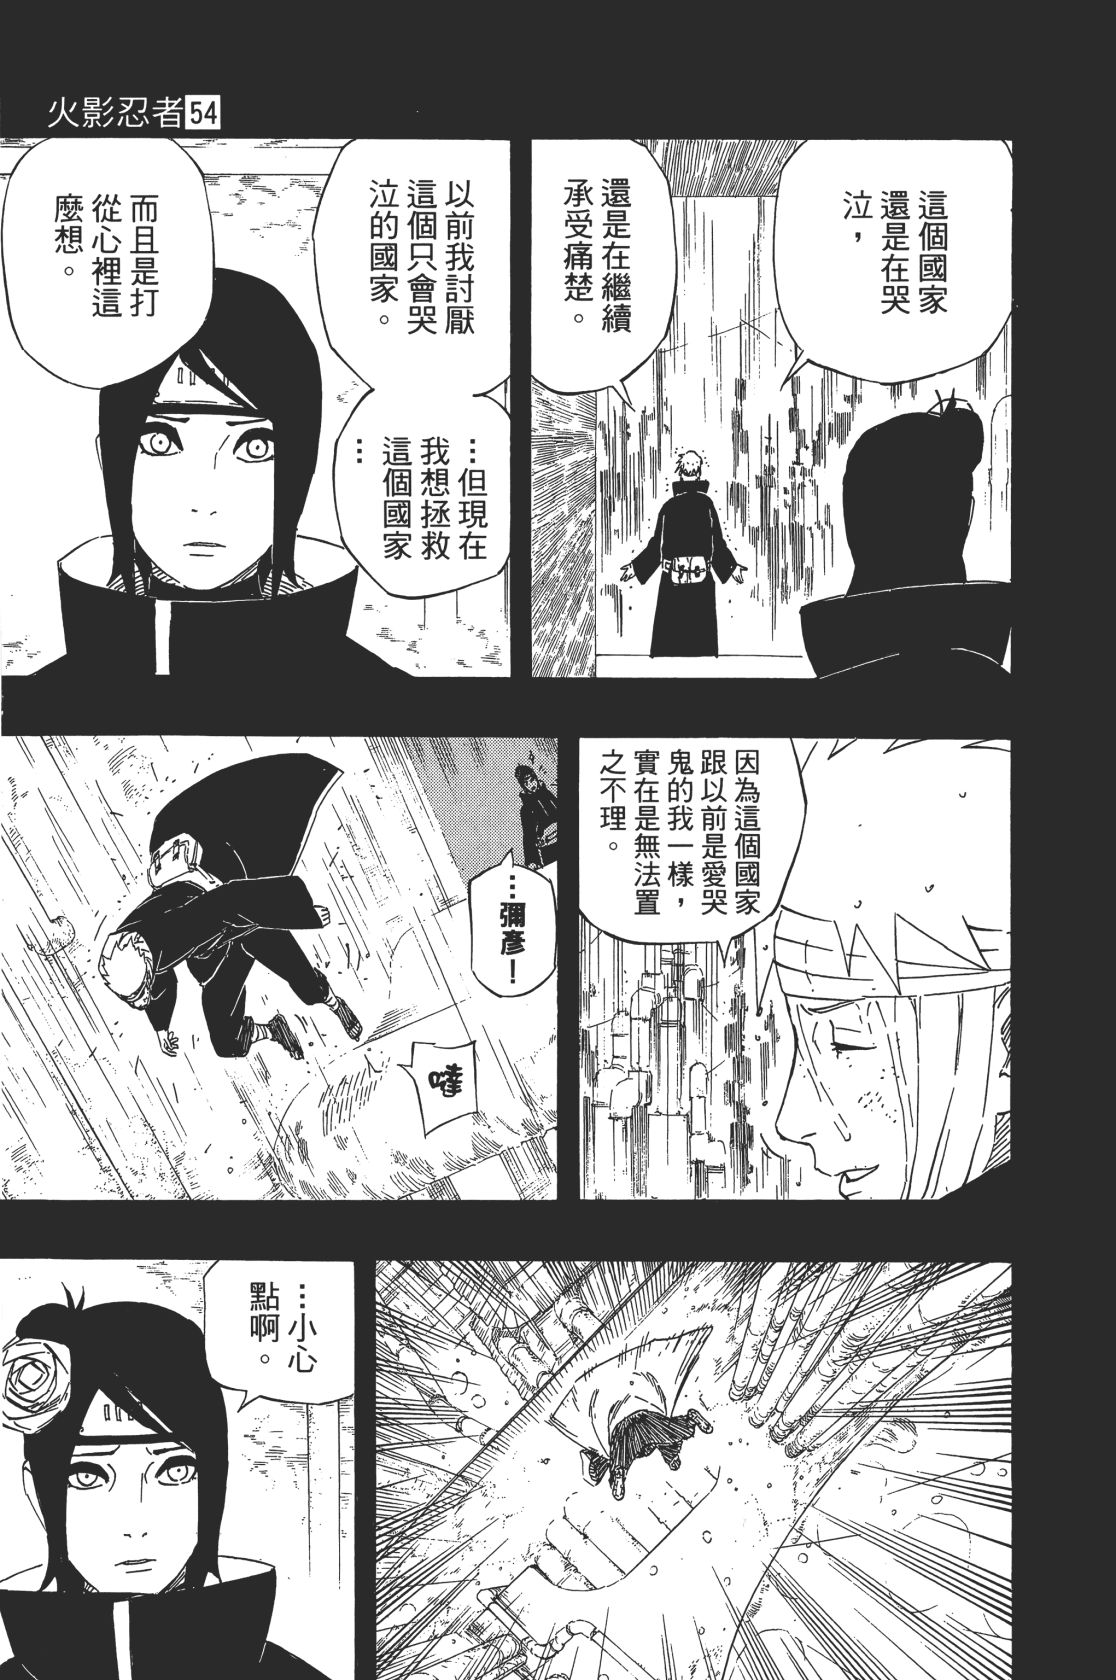 火影忍者54
這個國家
還是在哭
泣，
還是在繼續
承受痛楚。
以前我討厭
這個只會哭
泣的國家。
…但現在
我想拯救
這個國家
…
而且是打
從心裡這
麼想。
因為這個國家
跟以前是愛哭
鬼的我一樣，
實在是無法置
之不理。
…彌彥！
噠
…小心
點啊。